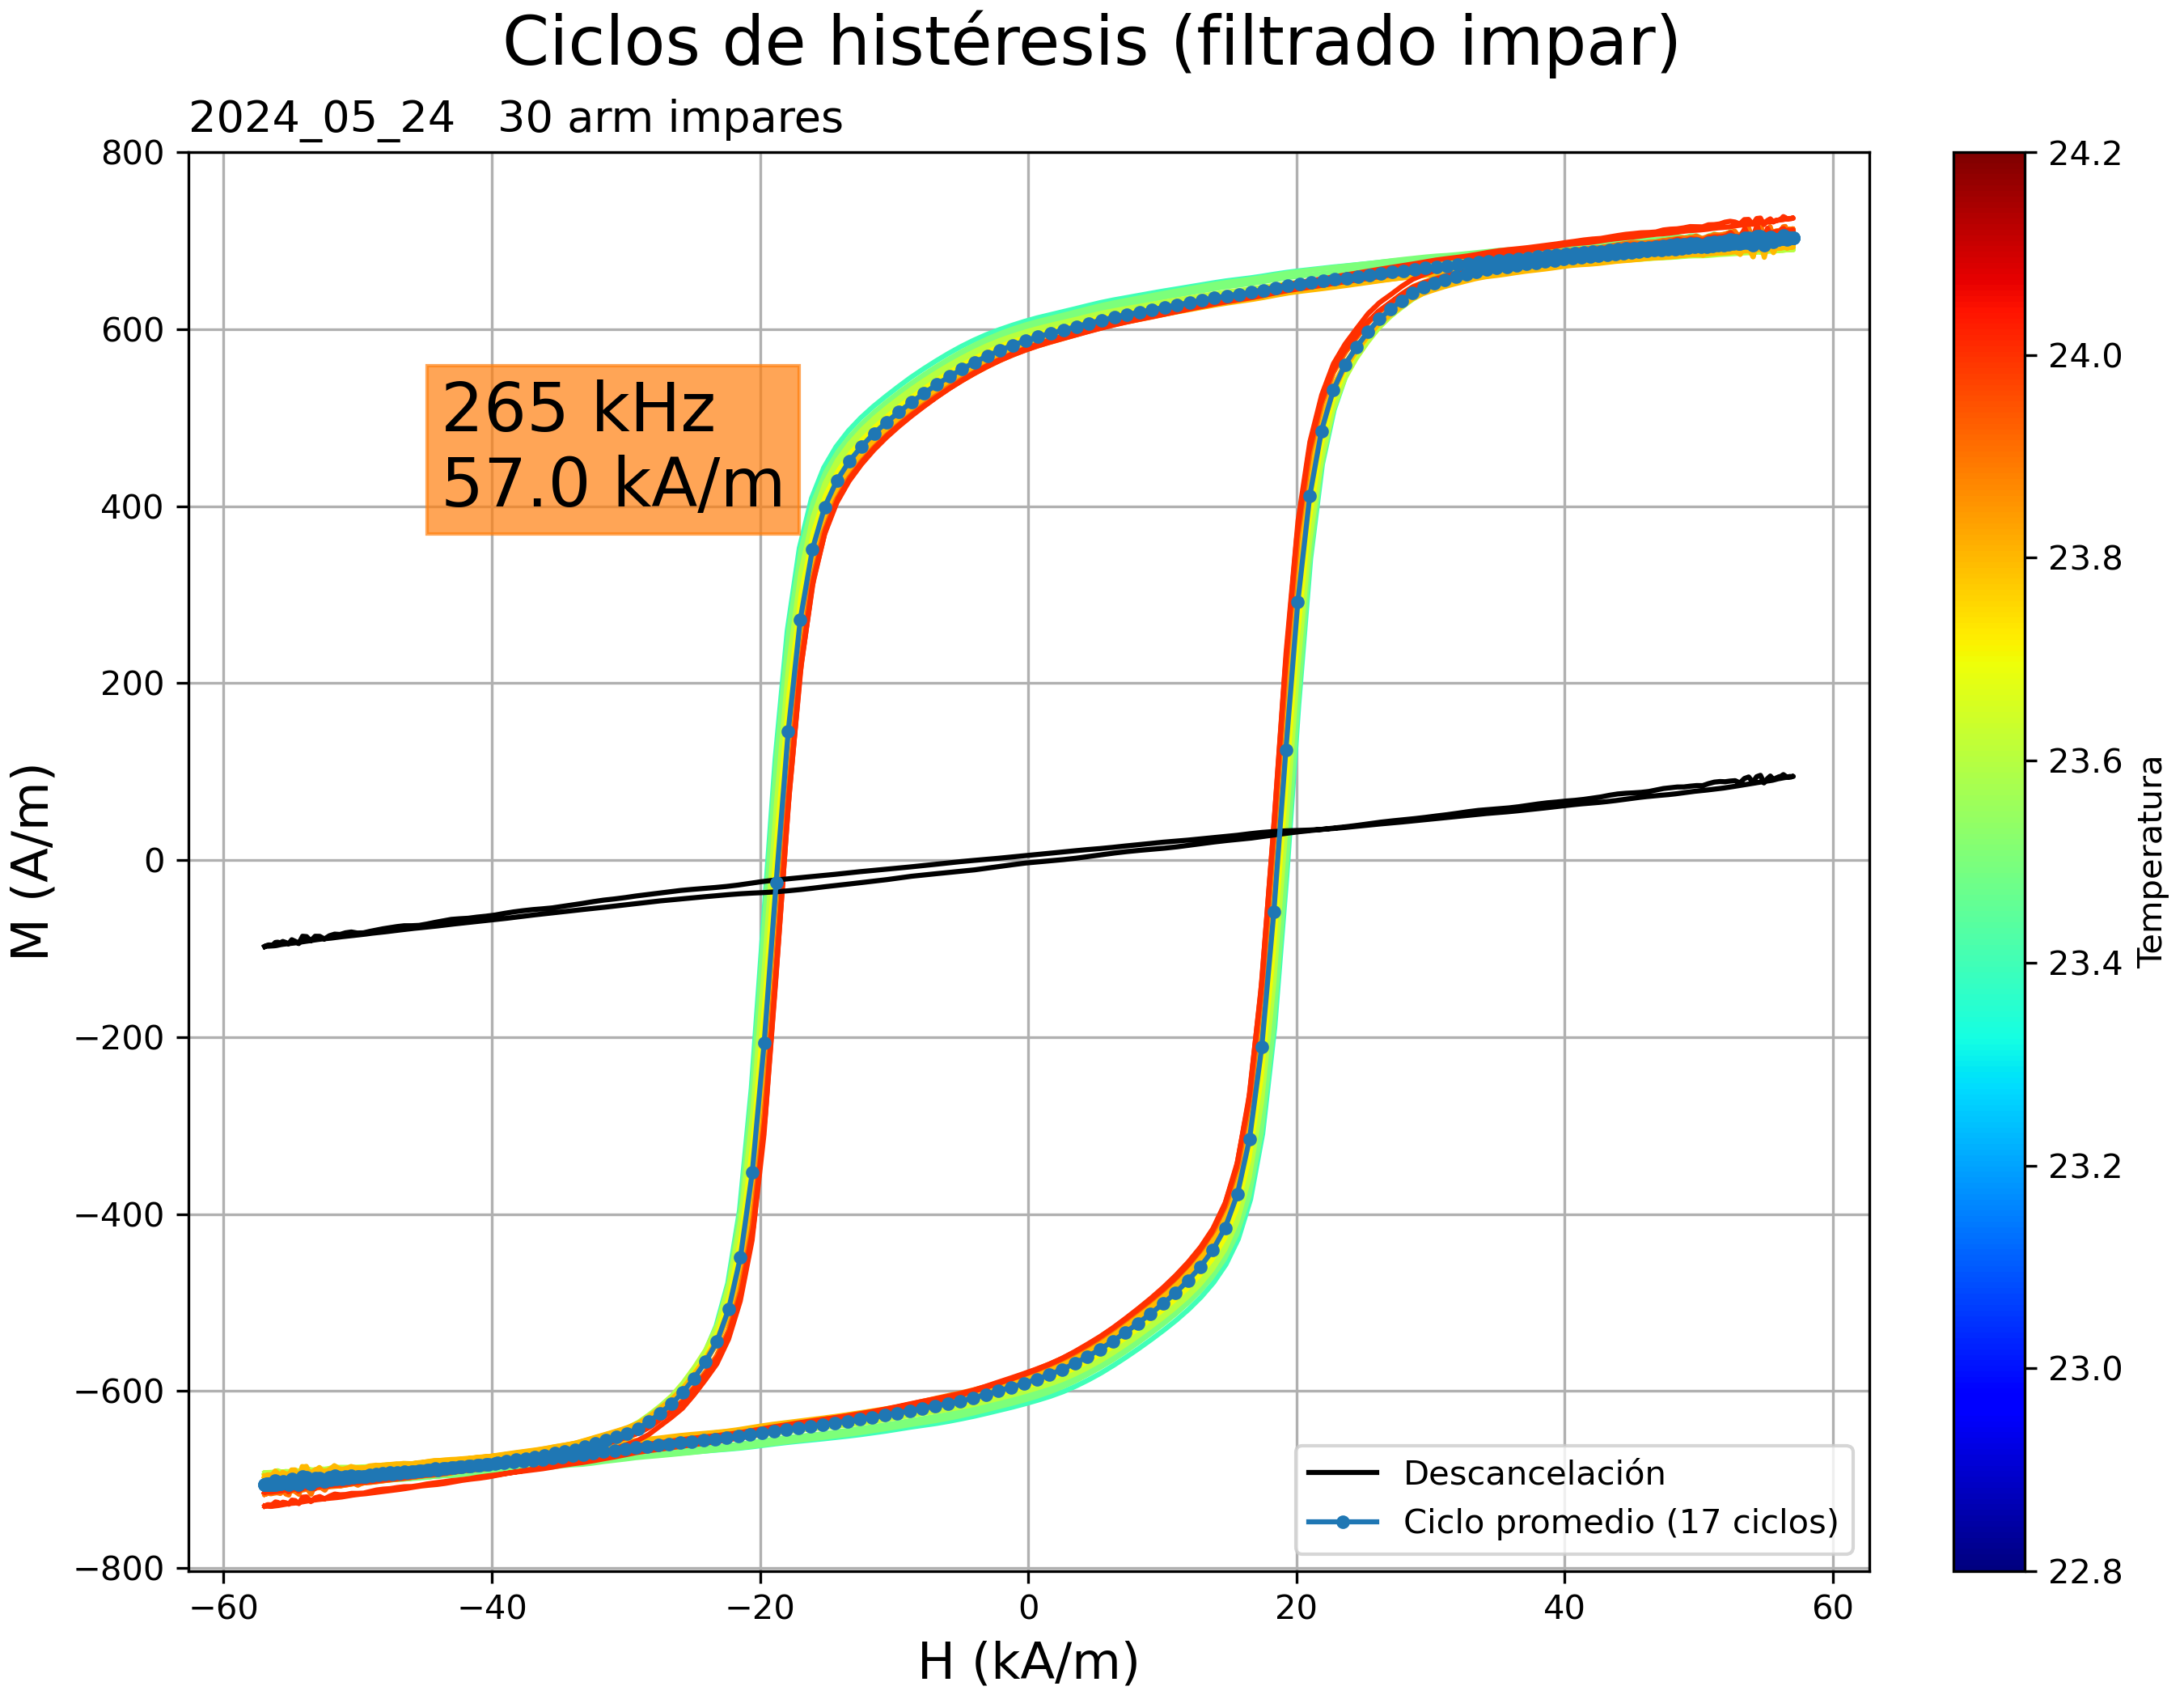 Ciclos de histéresis (filtrado impar)
2024_05_24   30 arm impares
800
600
400
200
0
−200
−400
−600
−800
M (A/m)
265 kHz
57.0 kA/m
Descancelación
Ciclo promedio (17 ciclos)
−60
−40
−20
0
20
40
60
H (kA/m)
24.2
24.0
23.8
23.6
23.4
23.2
23.0
22.8
Temperatura